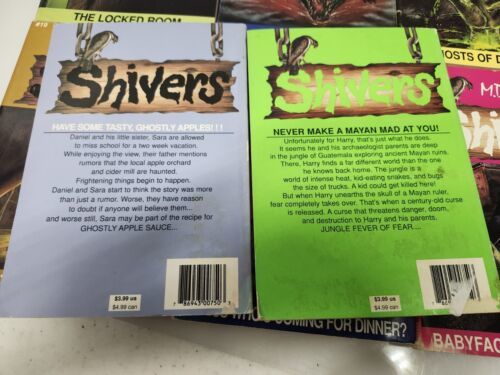 THE LOCKED ROOM
#10
Shivers
HAVE SOME TASTY, GHOSTLY APPLES!!!
Daniel and his little sister, Sara are allowed
to miss school for a two week vacation.
While enjoying the view, their father mentions
rumors that the local apple orchard
and cider mill are haunted.
Frightening things begin to happen.
Daniel and Sara start to think the story was more
than just a rumor. Worse, they have reason
to doubt if anyone will believe them...
and worse still, Sara may be part of the recipe for
GHOSTLY APPLE SAUCE....
$3.99 us
$4.99 can
7 86943 00750 1
Shivers
NEVER MAKE A MAYAN MAD AT YOU!
Unfortunately for Harry, that's just what he does.
It seems he and his archaeologist parents are deep
in the jungle of Guatemala exploring ancient Mayan ruins.
There, Harry finds a far different world than the one
he knows back home. The jungle is a
world of intense heat, kid eating snakes, and bugs
the size of trucks. A kid could get killed here!
But when Harry unearths the skull of a Mayan ruler,
fear completely takes over. That's when a century-old curse
is released. A curse that threatens danger, doom,
and destruction to Harry and his parents.
JUNGLE FEVER OF FEAR....
$3.99 us
$4.99 can
OSTS OF D
M.D
Shi
COMING FOR DINNER?
BABYFAC